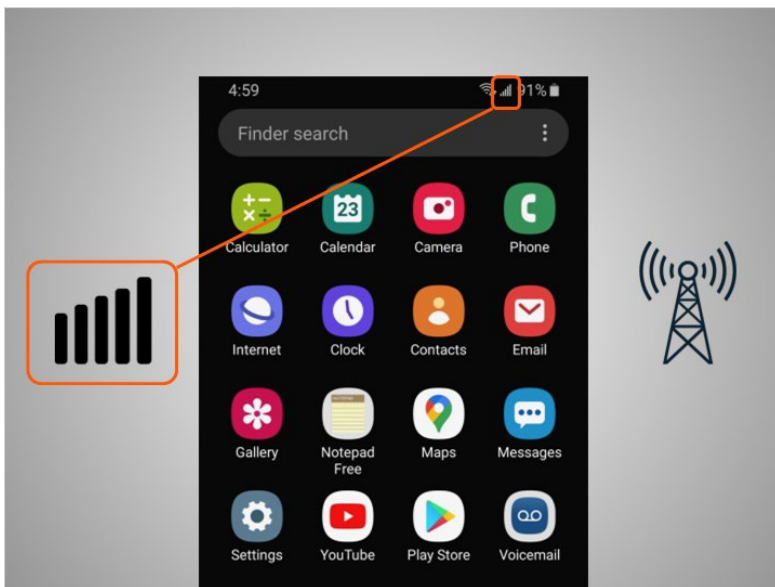 4:59
91%
Finder search
23
Calculator Calendar Camera Phone
Internet Clock Contacts Email
Gallery Notepad Free Maps Messages
Settings YouTube Play Store Voicemail